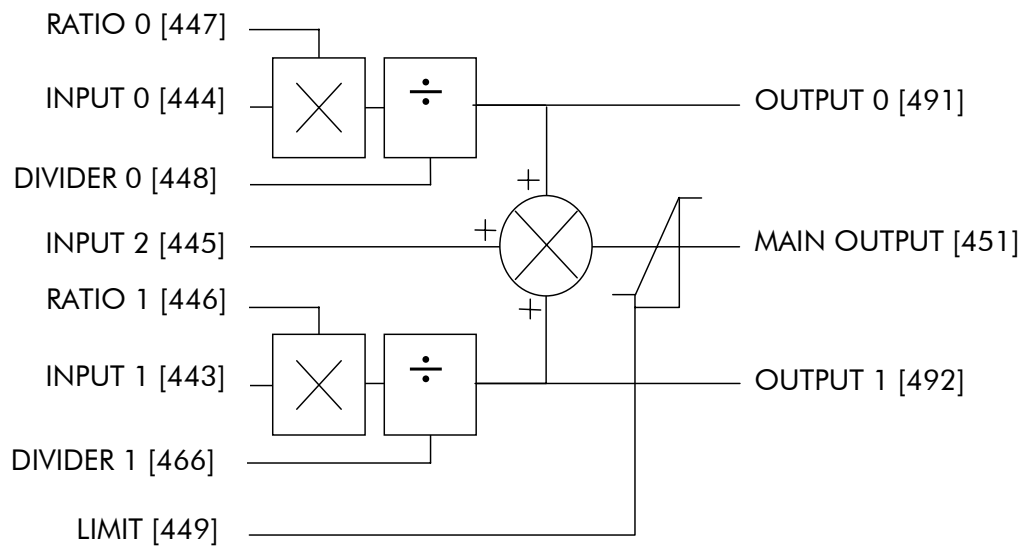 RATIO 0 [447]
INPUT 0 [444]
OUTPUT 0 [491]
DIVIDER 0 [448]
INPUT 2 [445]
MAIN OUTPUT [451]
RATIO 1 [446]
INPUT 1 [443]
OUTPUT 1 [492]
DIVIDER 1 [466]
LIMIT [449]
÷
÷
+
+
+